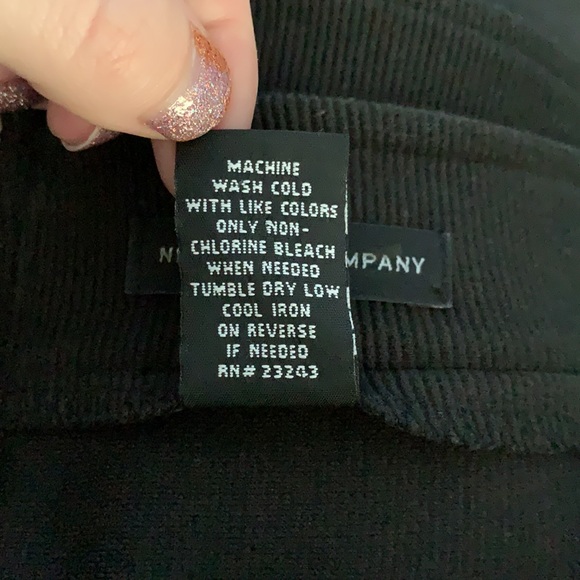 MACHINE
WASH COLD
WITH LIKE COLORS
ONLY NON-
CHLORINE BLEACH
WHEN NEEDED
TUMBLE DRY LOW
COOL IRON
ON REVERSE
IF NEEDED
RN# 23243